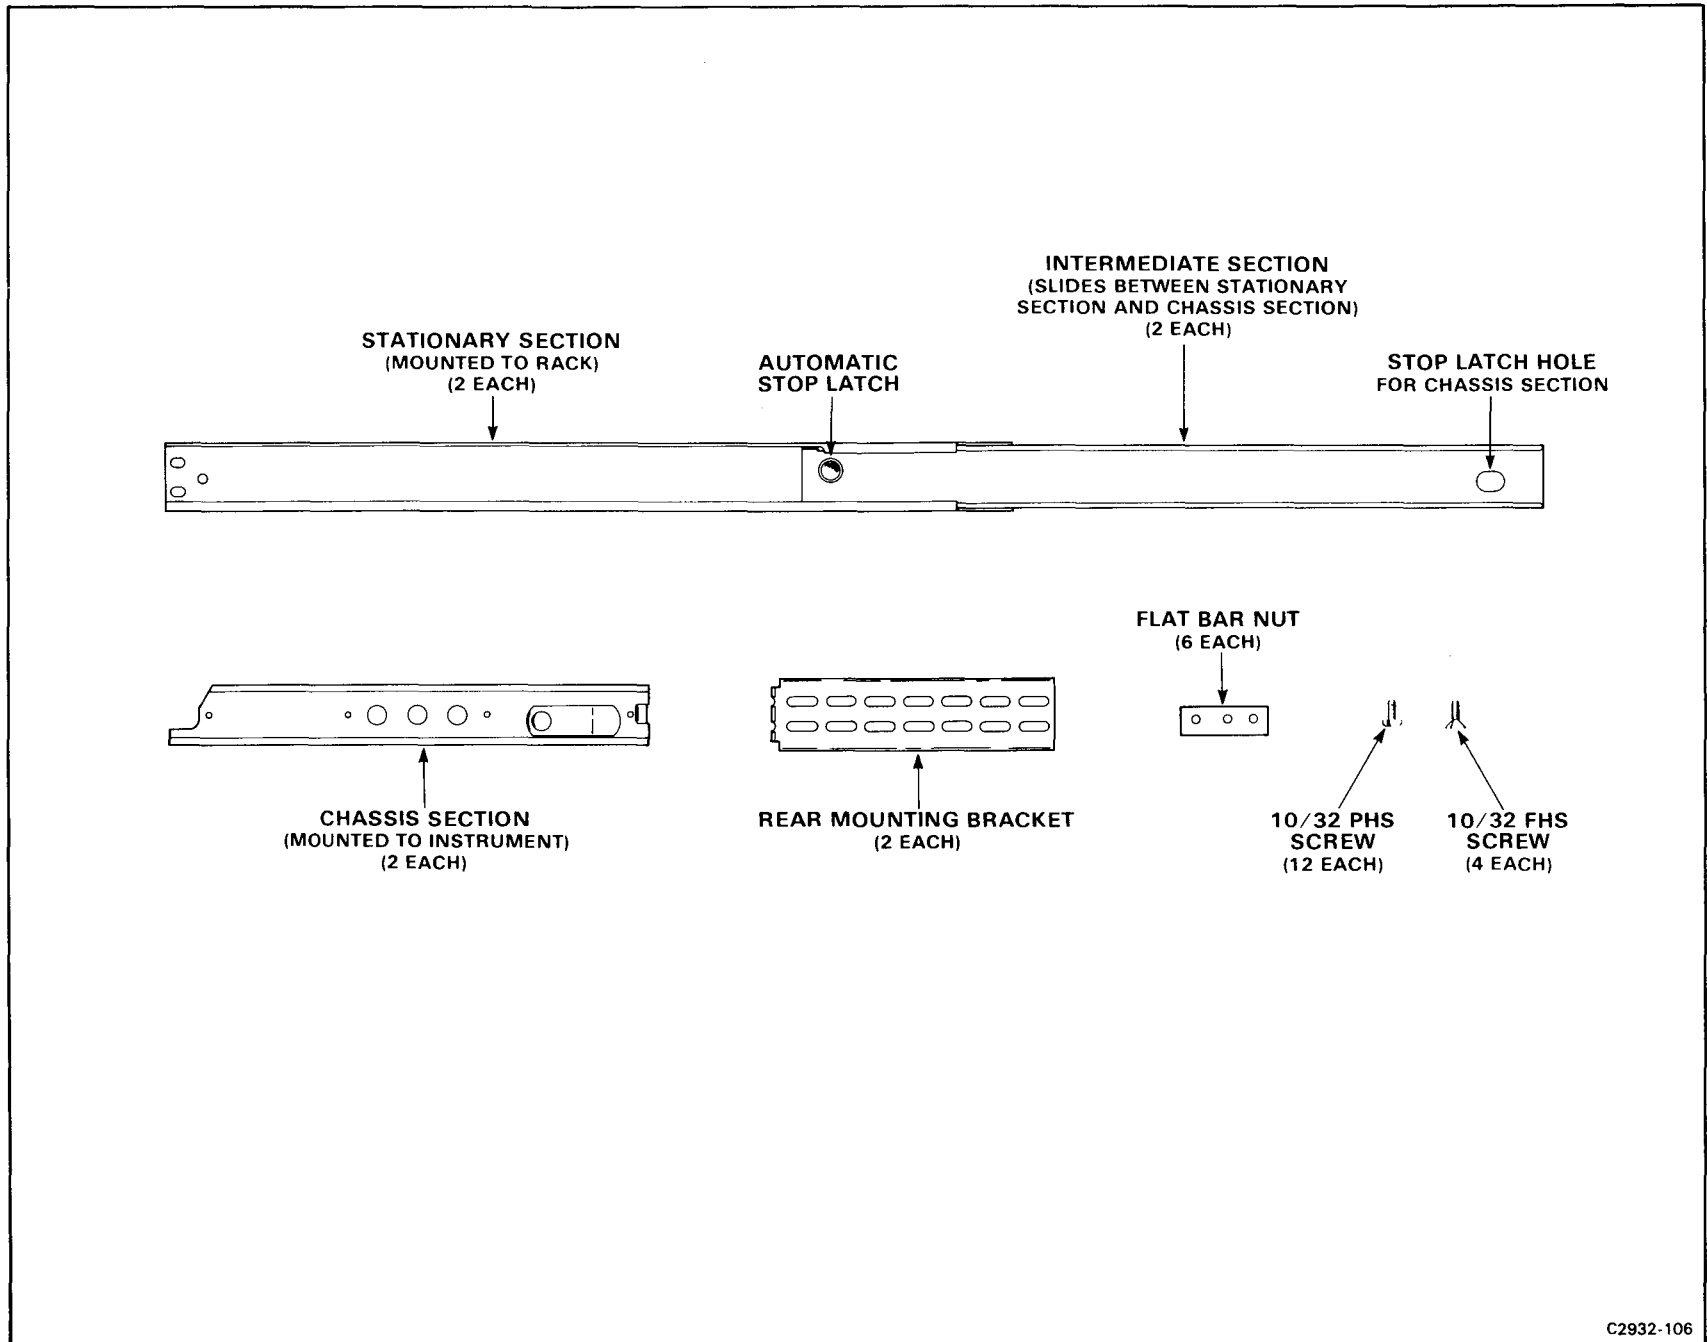 INTERMEDIATE SECTION
(SLIDES BETWEEN STATIONARY
SECTION AND CHASSIS SECTION)
(2 EACH)
STATIONARY SECTION
(MOUNTED TO RACK)
(2 EACH)
AUTOMATIC
STOP LATCH
STOP LATCH HOLE
FOR CHASSIS SECTION
FLAT BAR NUT
(6 EACH)
CHASSIS SECTION
(MOUNTED TO INSTRUMENT)
(2 EACH)
REAR MOUNTING BRACKET
(2 EACH)
10/32 PHS
SCREW
(12 EACH)
10/32 FHS
SCREW
(4 EACH)
C2932-106